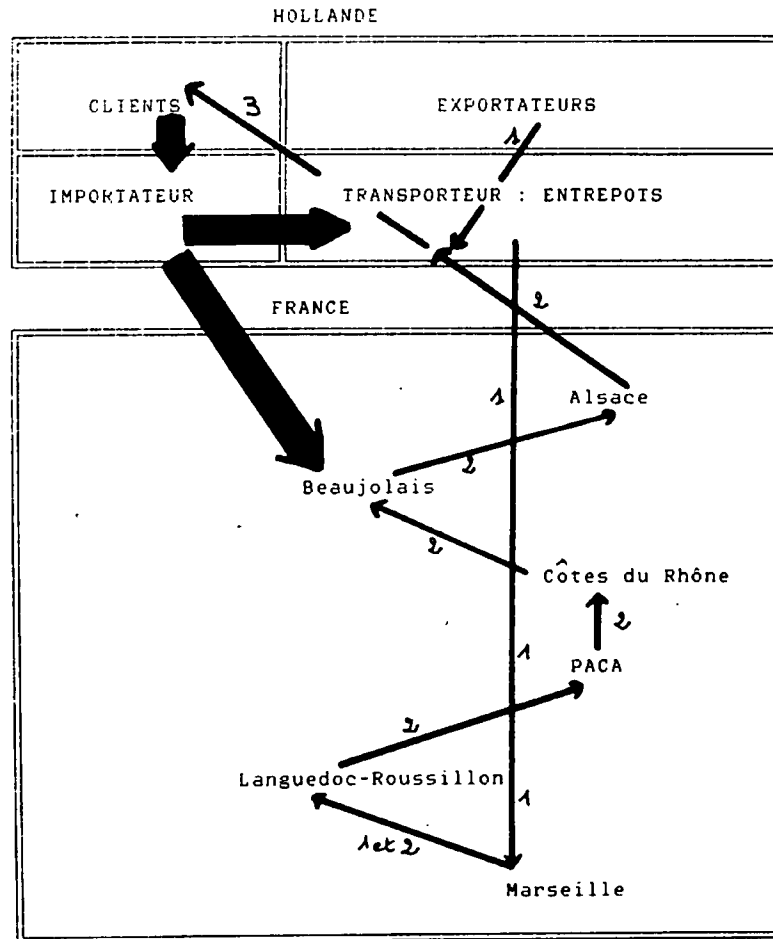 HOLLANDE
CLIENTS
3
EXPORTATEURS
1
IMPORTATEUR
TRANSPORTEUR : ENTREPOTS
FRANCE
2
Alsace
1
2
Beaujolais
2
Côtes du Rhône
2
1
PACA
2
Languedoc-Roussillon
1
1 et 2
Marseille